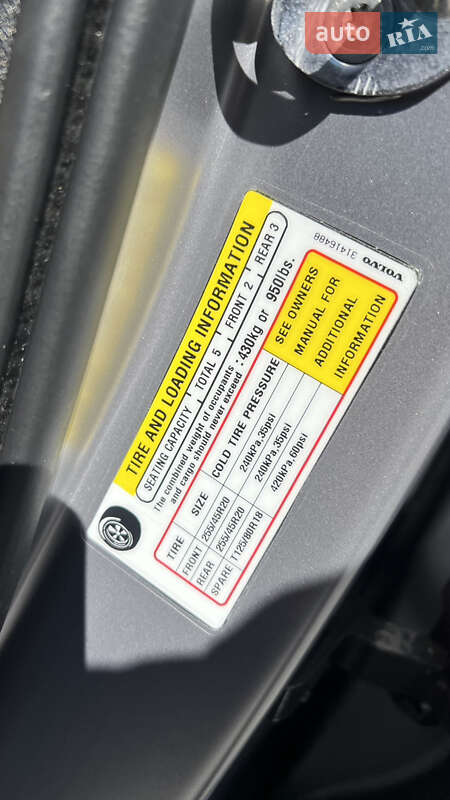 auto RIA .com
VOLVO 31416488
TIRE AND LOADING INFORMATION
SEATING CAPACITY TOTAL 5 FRONT 2 REAR 3
The combined weight of occupants
and cargo should never exceed : 430kg or 950lbs.
TIRE SIZE COLD TIRE PRESSURE
FRONT 255/45R20 240kPa,35psi
REAR 255/45R20 240kPa,35psi
SPARE T125/80R18 420kPa,60psi
SEE OWNERS
MANUAL FOR
ADDITIONAL
INFORMATION